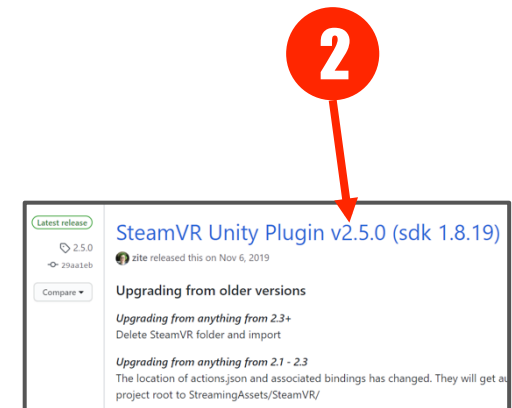 2
Latest release
2.5.0
29aa1eb
Compare
SteamVR Unity Plugin v2.5.0 (sdk 1.8.19)
zite released this on Nov 6, 2019
Upgrading from older versions
Upgrading from anything from 2.3+
Delete SteamVR folder and import
Upgrading from anything from 2.1 - 2.3
The location of actions.json and associated bindings has changed. They will get
project root to StreamingAssets/SteamVR/